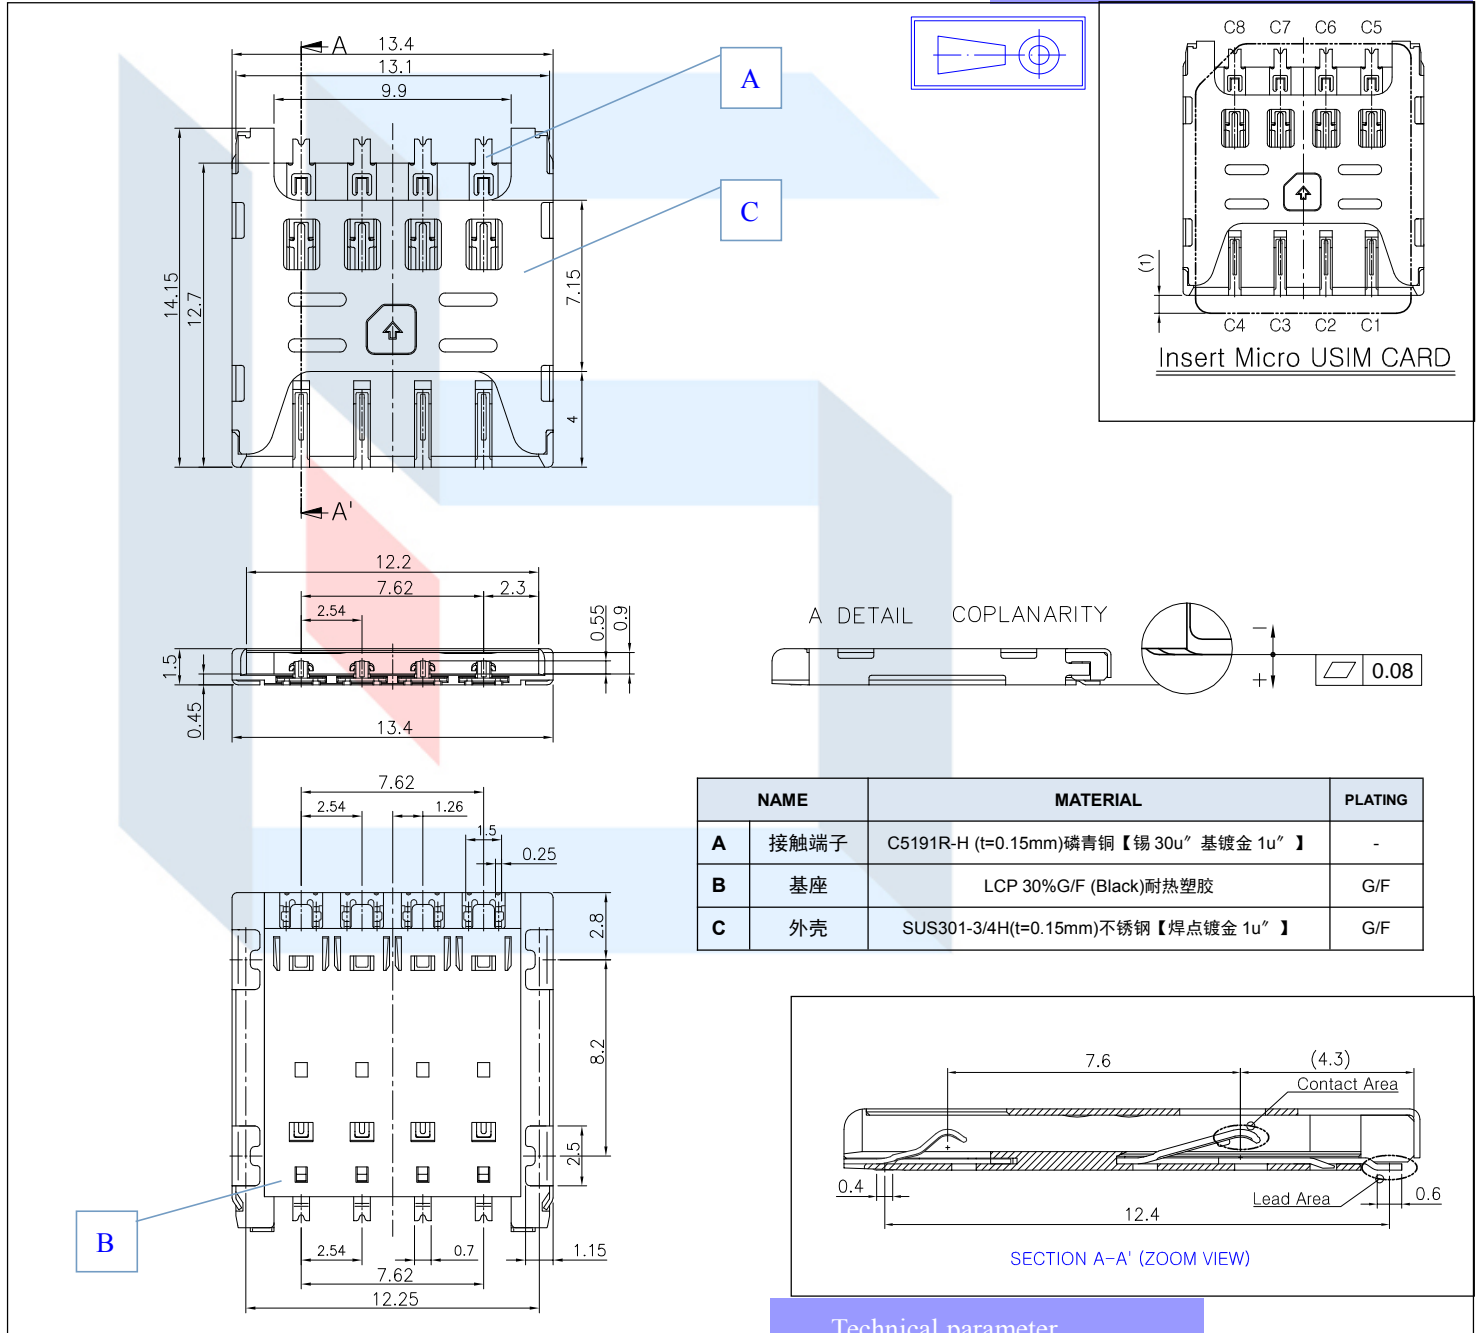 A
13.4
13.1
9.9
14.15
12.7
7.15
4
A'
A
C
C8 C7 C6 C5
(1)
C4 C3 C2 C1
Insert Micro USIM CARD
12.2
7.62 2.3
2.54
0.55
0.9
1.5
0.45
13.4
A DETAIL COPLANARITY
−
+
0.08
7.62
2.54 1.26
1.5
0.25
2.8
8.2
2.5
2.54 0.7 1.15
7.62
12.25
B
NAME MATERIAL PLATING
A 接触端子 C5191R-H (t=0.15mm)磷青铜【锡 30u″ 基镀金 1u″ 】 -
B 基座 LCP 30%G/F (Black)耐热塑胶 G/F
C 外壳 SUS301-3/4H(t=0.15mm)不锈钢【焊点镀金 1u″ 】 G/F
7.6 (4.3)
Contact Area
0.4
Lead Area
0.6
12.4
SECTION A-A' (ZOOM VIEW)
Technical parameter